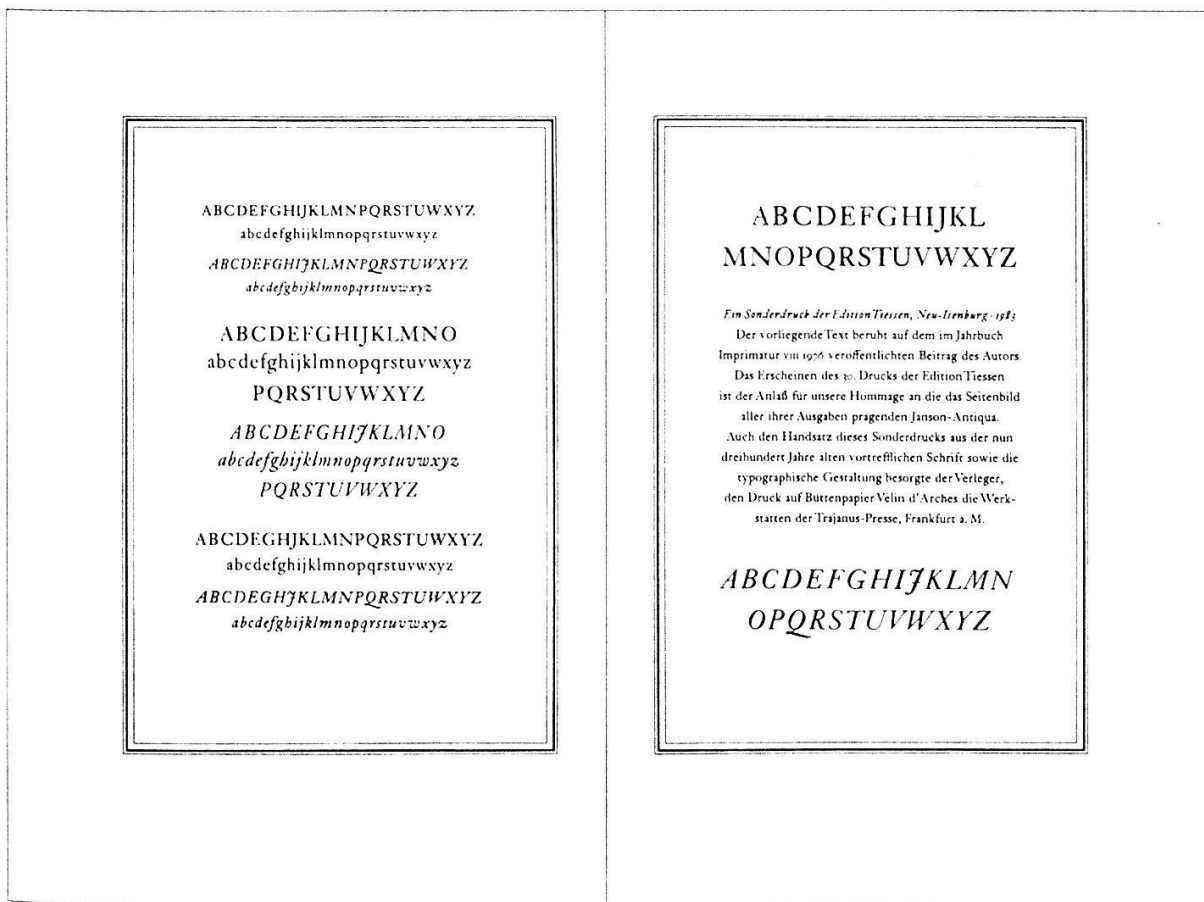 ABCDEFGHIJKLMNPQRSTUWXYZ
abcdefghijklmnopqrstuvwxyz
ABCDEFGHIJKLMNPQRSTUWXYZ
abcdefghijklmnopqrstuvwxyz
ABCDEFGHIJKLMNO
abcdefghijklmnopqrstuvwxyz
PQRSTUVWXYZ
ABCDEFGHIJKLMNO
abcdefghijklmnopqrstuvwxyz
PQRSTUVWXYZ
ABCDEGHJKLMNPQRSTUWXYZ
abcdefghijklmnopqrstuvwxyz
ABCDEGHJKLMNPQRSTUWXYZ
abcdefghijklmnopqrstuvwxyz
ABCDEFGHIJKL
MNOPQRSTUVWXYZ
Ein Sonderdruck der Edition Tiessen, Neu-Isenburg · 1983
Der vorliegende Text beruht auf dem im Jahrbuch
Imprimatur VIII 1976 veröffentlichten Beitrag des Autors.
Das Erscheinen des 30. Drucks der Edition Tiessen
ist der Anlaß für unsere Hommage an die das Seitenbild
aller ihrer Ausgaben prägenden Janson-Antiqua.
Auch den Handsatz dieses Sonderdrucks aus der nun
dreihundert Jahre alten vortrefflichen Schrift sowie die
typographische Gestaltung besorgte der Verleger,
den Druck auf Büttenpapier Velin d'Arches die Werk-
stätten der Trajanus-Presse, Frankfurt a. M.
ABCDEFGHIJKLMN
OPQRSTUVWXYZ